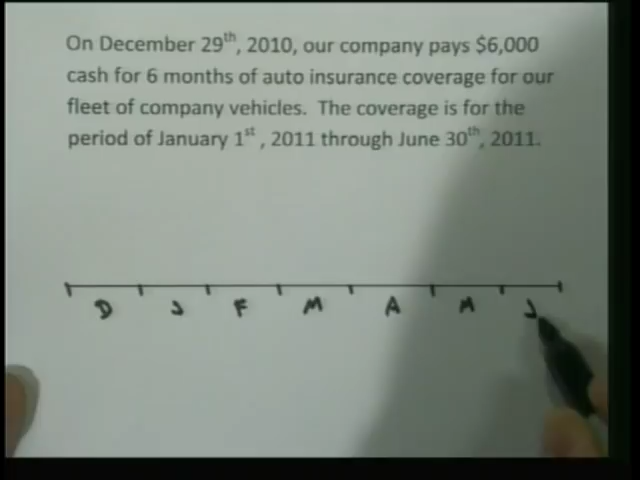 On December 29th, 2010, our company pays $6,000
cash for 6 months of auto insurance coverage for our
fleet of company vehicles. The coverage is for the
period of January 1st , 2011 through June 30th, 2011.
D J F M A M J